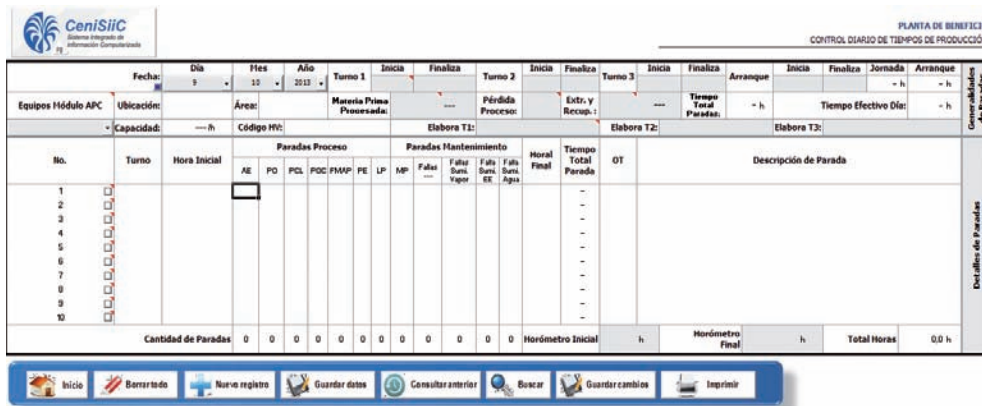 CeniSiiC
Sistema Integrado de
Información Computarizada
PLANTA DE BENEFICI
CONTROL DIARIO DE TIEMPOS DE PRODUCCIÓ
Fecha: Día Mes Año Turno 1 Inicia Finaliza Turno 2 Inicia Finaliza Turno 3 Inicia Finaliza Arranque Inicia Finaliza Jornada Arranque
9 10 2013 - h - h
Equipos Módulo APC Ubicación: Área: Materia Prima Procesada: --- Pérdida Proceso: Extr. y Recup. : --- Tiempo Total Paradas: - h Tiempo Efectivo Día: - h
Capacidad: --- /h Código HV: Elabora T1: Elabora T2: Elabora T3:
Generalidades de Paradas
No. Turno Hora Inicial Paradas Proceso Paradas Mantenimiento Horal Final Tiempo Total Parada OT Descripción de Parada
AE PO PCL POC FMAP PE LP MP Fallas --- Fallas Sumi. Vapor Falla Sumi. EE Falla Sumi. Agua
1 -
2 -
3 -
4 -
5 -
6 -
7 -
8 -
9 -
10 -
Detalles de Paradas
Cantidad de Paradas 0 0 0 0 0 0 0 0 0 0 0 0 Horómetro Inicial h Horómetro Final h Total Horas 0,0 h
Inicio Borrar todo Nuevo registro Guardar datos Consultar anterior Buscar Guardar cambios Imprimir